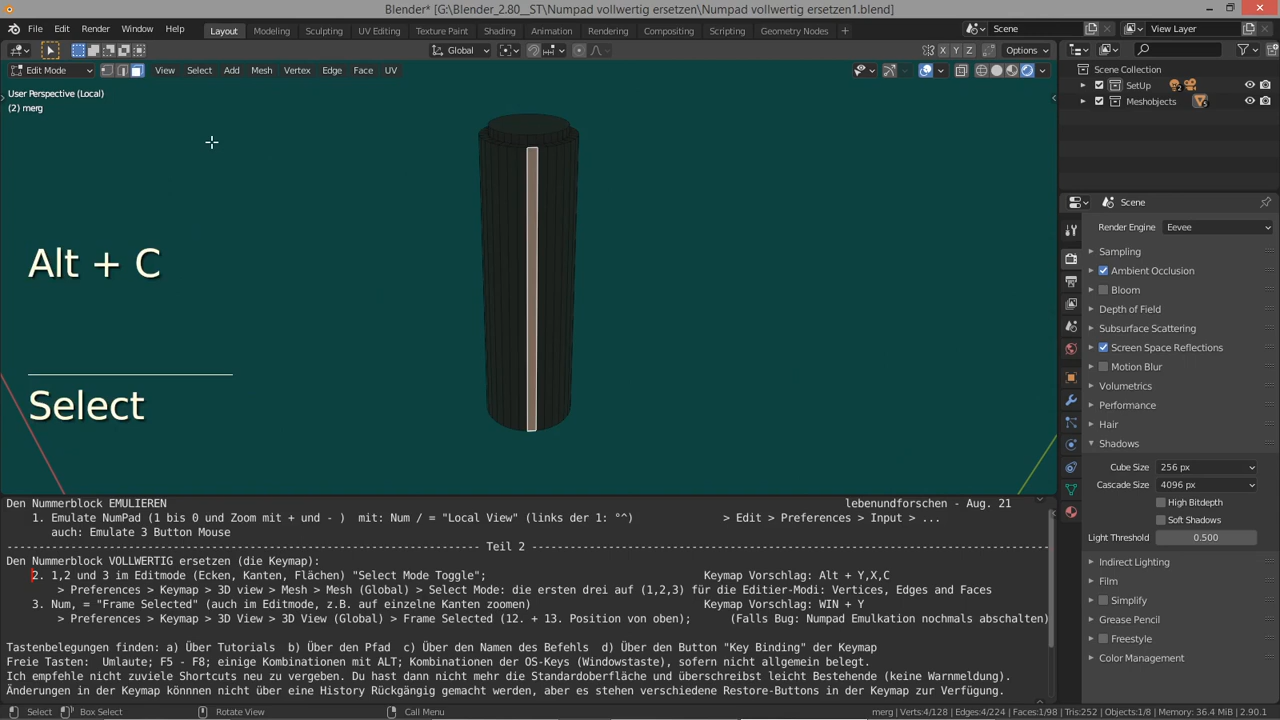 Blender* [G:\Blender_2.80__ST\Numpad vollwertig ersetzen\Numpad vollwertig ersetzen1.blend]
File Edit Render Window Help Layout Modeling Sculpting UV Editing Texture Paint Shading Animation Rendering Compositing Scripting Geometry Nodes + Scene View Layer
Global Options
X Y Z
Edit Mode View Select Add Mesh Vertex Edge Face UV
User Perspective (Local)
(2) merg
Alt + C
Select
Scene Collection
SetUp 2
Meshobjects 5
Scene
Render Engine Eevee
Sampling
Ambient Occlusion
Bloom
Depth of Field
Subsurface Scattering
Screen Space Reflections
Motion Blur
Volumetrics
Performance
Hair
Shadows
Cube Size 256 px
Cascade Size 4096 px
High Bitdepth
Soft Shadows
Light Threshold 0.500
Indirect Lighting
Film
Simplify
Grease Pencil
Freestyle
Color Management
Den Nummerblock EMULIEREN lebenundforschen - Aug. 21
1. Emulate NumPad (1 bis 0 und Zoom mit + und - ) mit: Num / = "Local View" (links der 1: °^) > Edit > Preferences > Input > ...
auch: Emulate 3 Button Mouse
------------------------------------------------------- Teil 2 -------------------------------------------------------
Den Nummerblock VOLLWERTIG ersetzen (die Keymap):
2. 1,2 und 3 im Editmode (Ecken, Kanten, Flächen) "Select Mode Toggle"; Keymap Vorschlag: Alt + Y,X,C
> Preferences > Keymap > 3D view > Mesh > Mesh (Global) > Select Mode: die ersten drei auf (1,2,3) für die Editier-Modi: Vertices, Edges and Faces
3. Num, = "Frame Selected" (auch im Editmode, z.B. auf einzelne Kanten zoomen) Keymap Vorschlag: WIN + Y
> Preferences > Keymap > 3D View > 3D View (Global) > Frame Selected (12. + 13. Position von oben); (Falls Bug: Numpad Emulkation nochmals abschalten)
Tastenbelegungen finden: a) Über Tutorials b) Über den Pfad c) Über den Namen des Befehls d) Über den Button "Key Binding" der Keymap
Freie Tasten: Umlaute; F5 - F8; einige Kombinationen mit ALT; Kombinationen der OS-Keys (Windowstaste), sofern nicht allgemein belegt.
Ich empfehle nicht zuviele Shortcuts neu zu vergeben. Du hast dann nicht mehr die Standardoberfläche und überschreibst leicht Bestehende (keine Warnmeldung).
Änderungen in der Keymap könnnen nicht über eine History Rückgängig gemacht werden, aber es stehen verschiedene Restore-Buttons in der Keymap zur Verfügung.
Select Box Select Rotate View Call Menu merg | Verts:4/128 | Edges:4/224 | Faces:1/98 | Tris:252 | Objects:1/8 | Memory: 36.4 MiB | 2.90.1